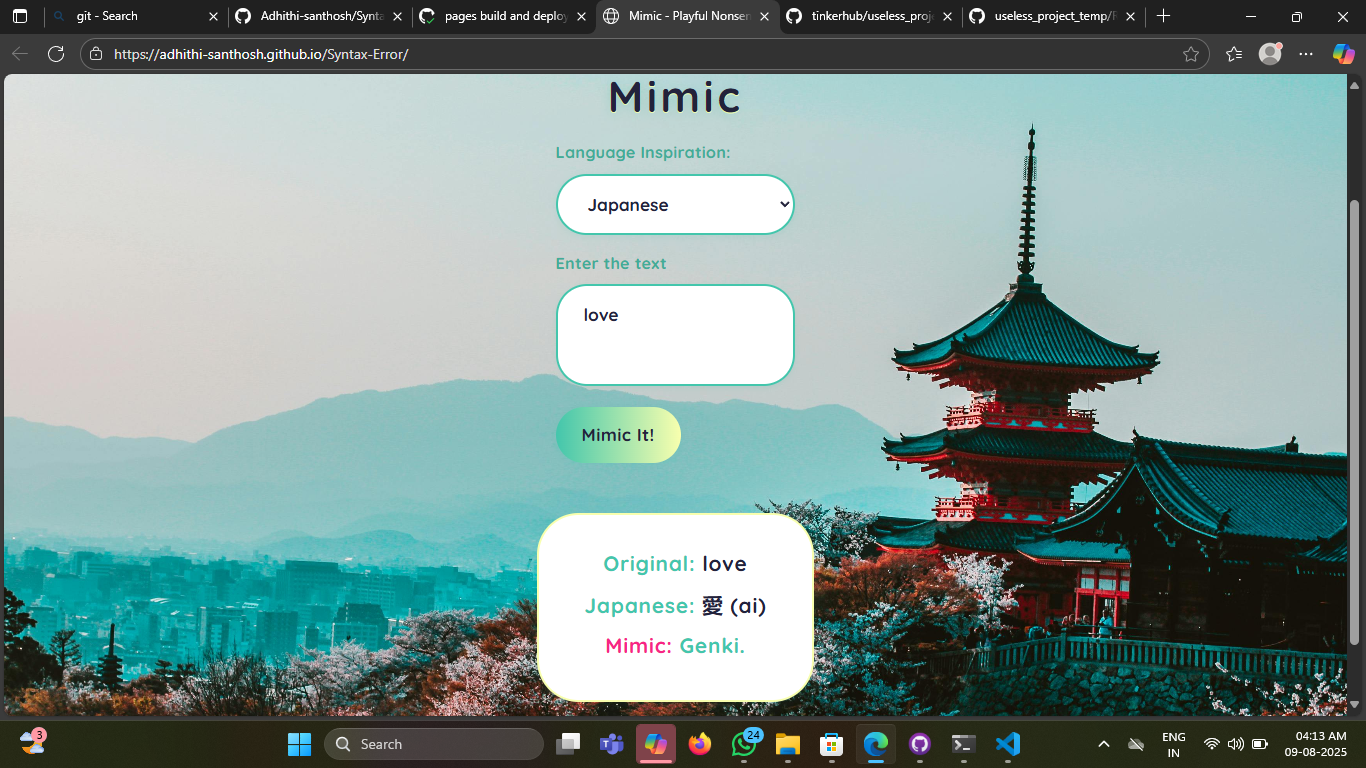 git - Search
Adhithi-santhosh/Synta
pages build and deploy
Mimic - Playful Nonsen
tinkerhub/useless_proj
useless_project_temp/R
https://adhithi-santhosh.github.io/Syntax-Error/
Mimic
Language Inspiration:
Japanese
Enter the text
love
Mimic It!
Original: love
Japanese: 愛 (ai)
Mimic: Genki.
3
Search
24
ENG
IN
04:13 AM
09-08-2025